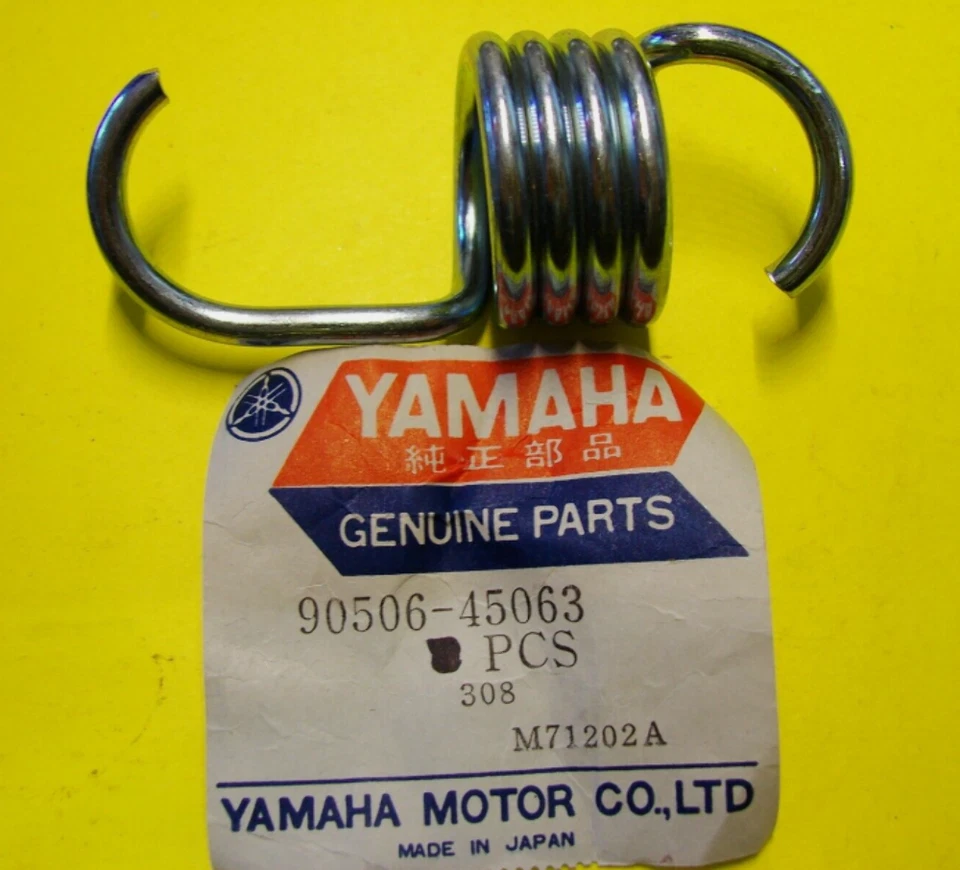 YAMAHA
純正部品
GENUINE PARTS
90506-45063
PCS
308
M71202A
YAMAHA MOTOR CO.,LTD
MADE IN JAPAN